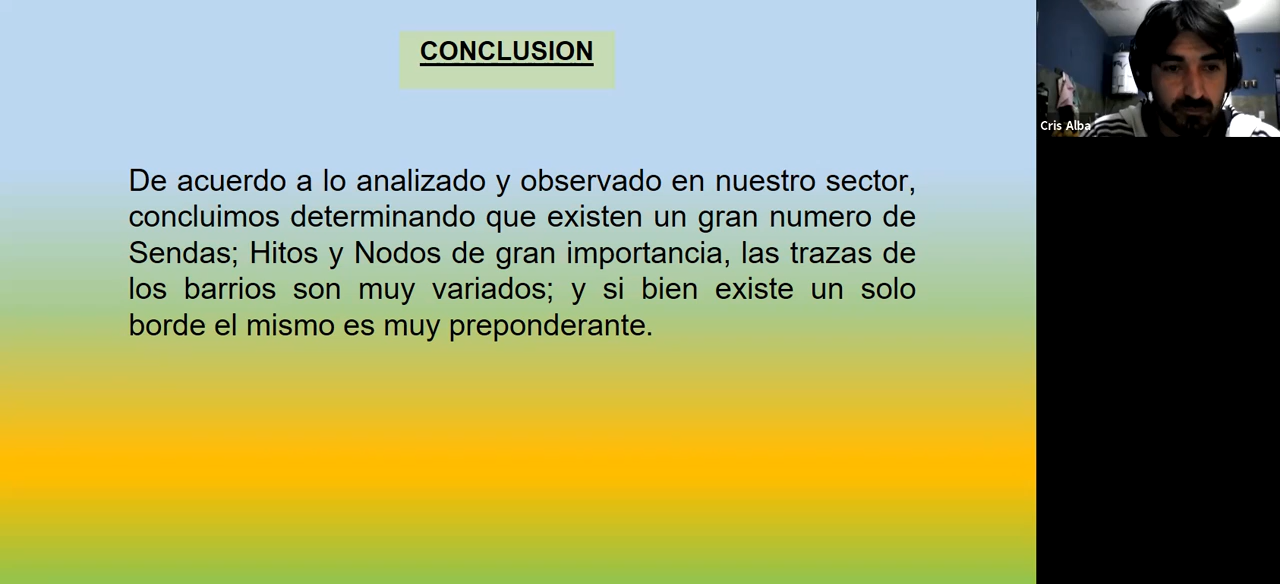 CONCLUSION
De acuerdo a lo analizado y observado en nuestro sector,
concluimos determinando que existen un gran numero de
Sendas; Hitos y Nodos de gran importancia, las trazas de
los barrios son muy variados; y si bien existe un solo
borde el mismo es muy preponderante.
Cris Alba